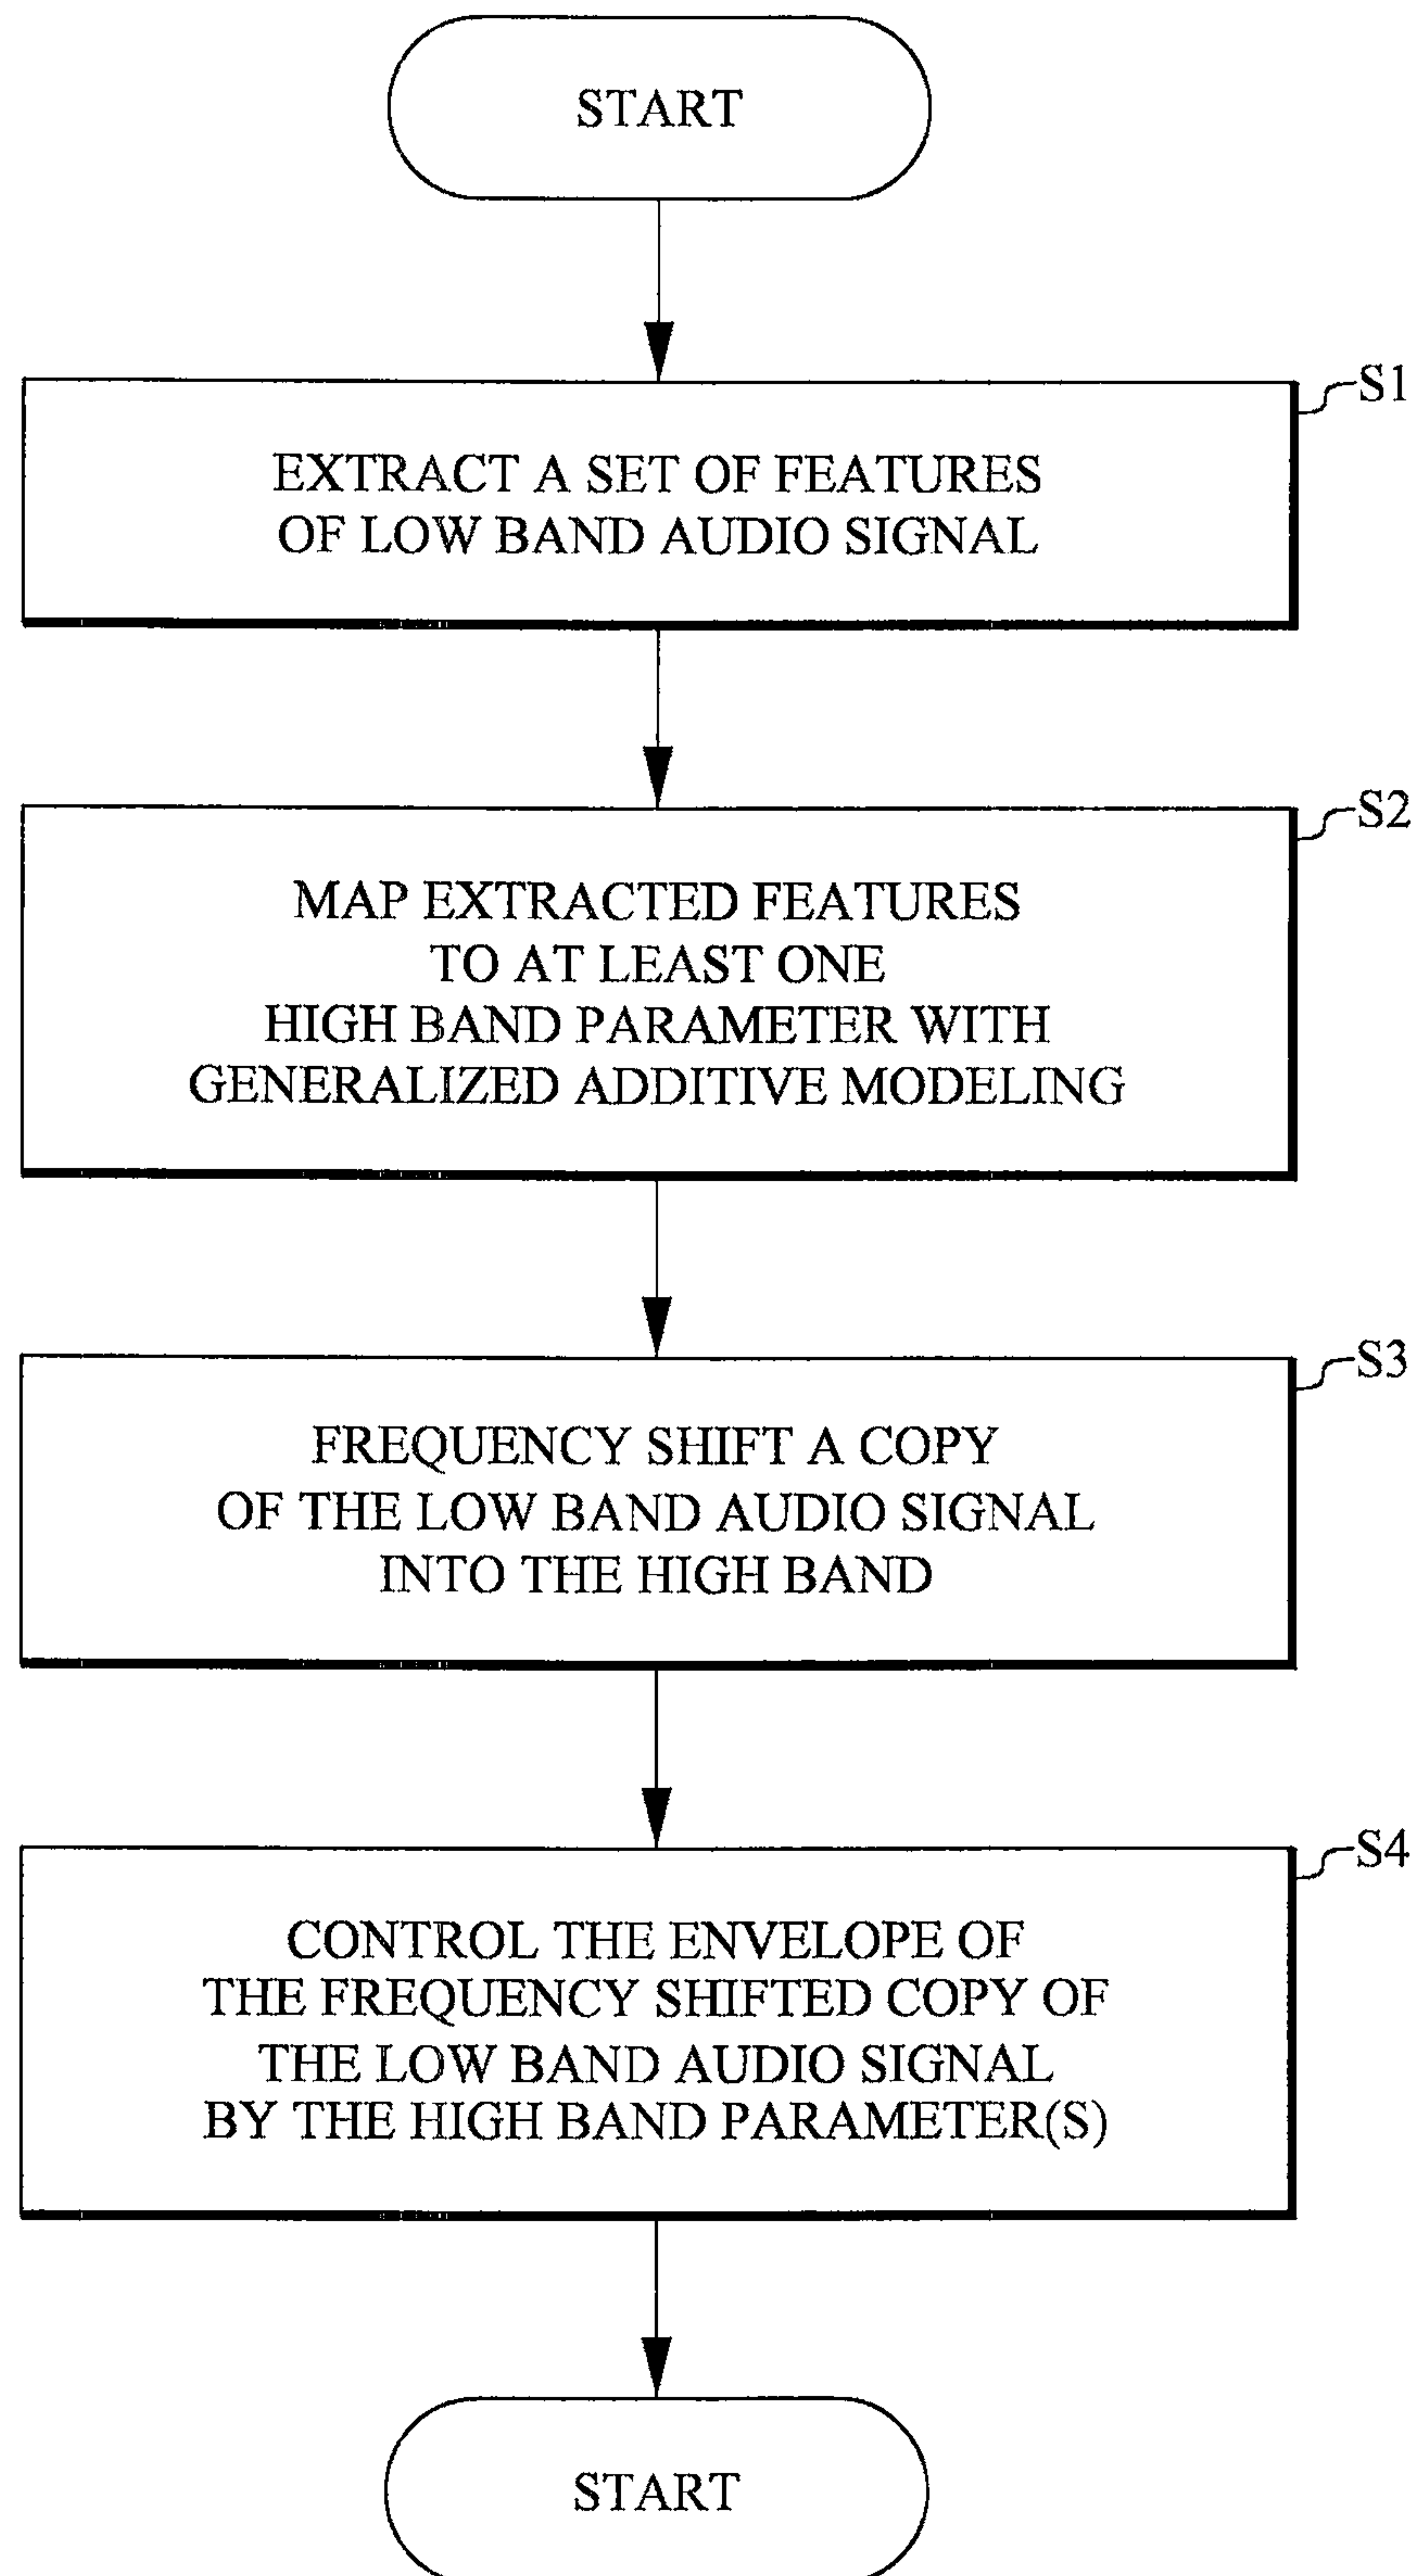 START
S1
EXTRACT A SET OF FEATURES
OF LOW BAND AUDIO SIGNAL
S2
MAP EXTRACTED FEATURES
TO AT LEAST ONE
HIGH BAND PARAMETER WITH
GENERALIZED ADDITIVE MODELING
S3
FREQUENCY SHIFT A COPY
OF THE LOW BAND AUDIO SIGNAL
INTO THE HIGH BAND
S4
CONTROL THE ENVELOPE OF
THE FREQUENCY SHIFTED COPY OF
THE LOW BAND AUDIO SIGNAL
BY THE HIGH BAND PARAMETER(S)
START